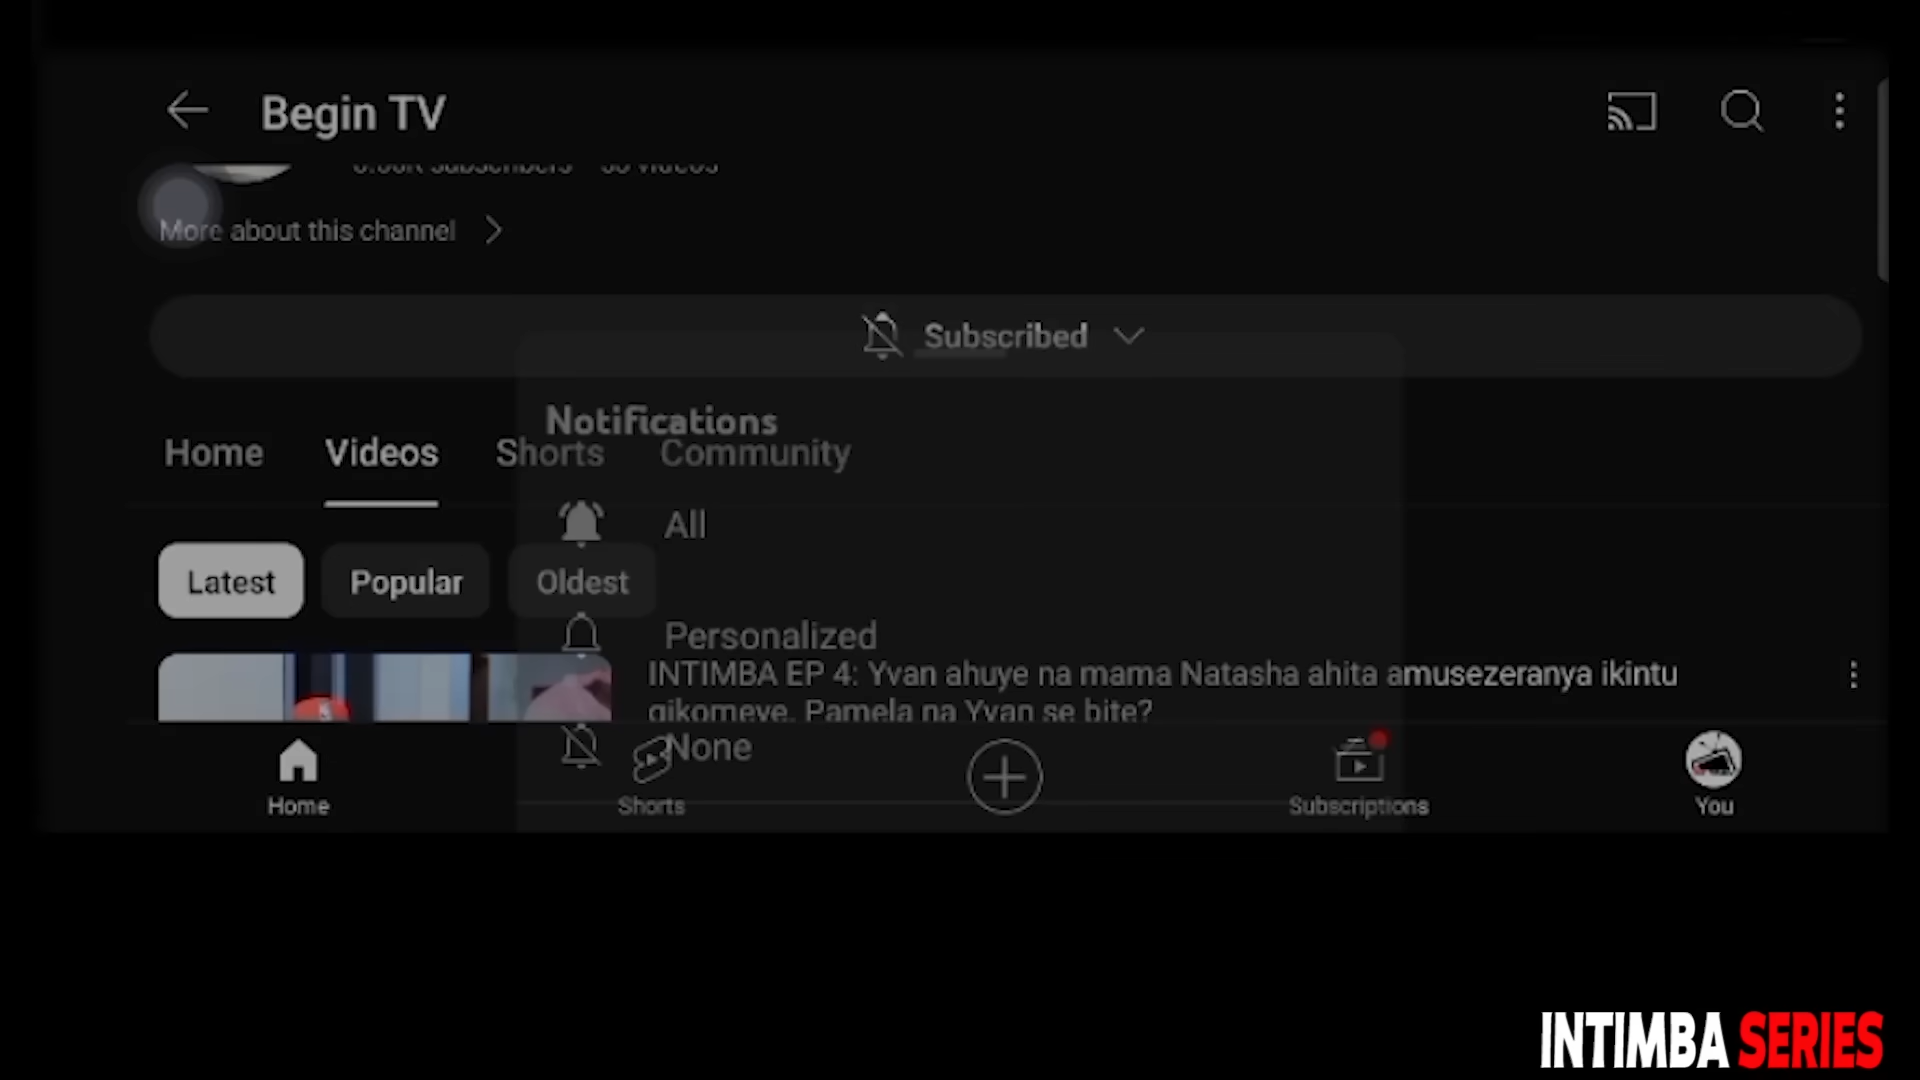 Begin TV
subscribers videos
More about this channel
Subscribed
Notifications
Home Videos Shorts Community
All
Latest Popular Oldest
Personalized
INTIMBA EP 4: Yvan ahuye na mama Natasha ahita amusezeranya ikintu
gikomeye. Pamela na Yvan se bite?
None
Home Shorts Subscriptions You
INTIMBA SERIES